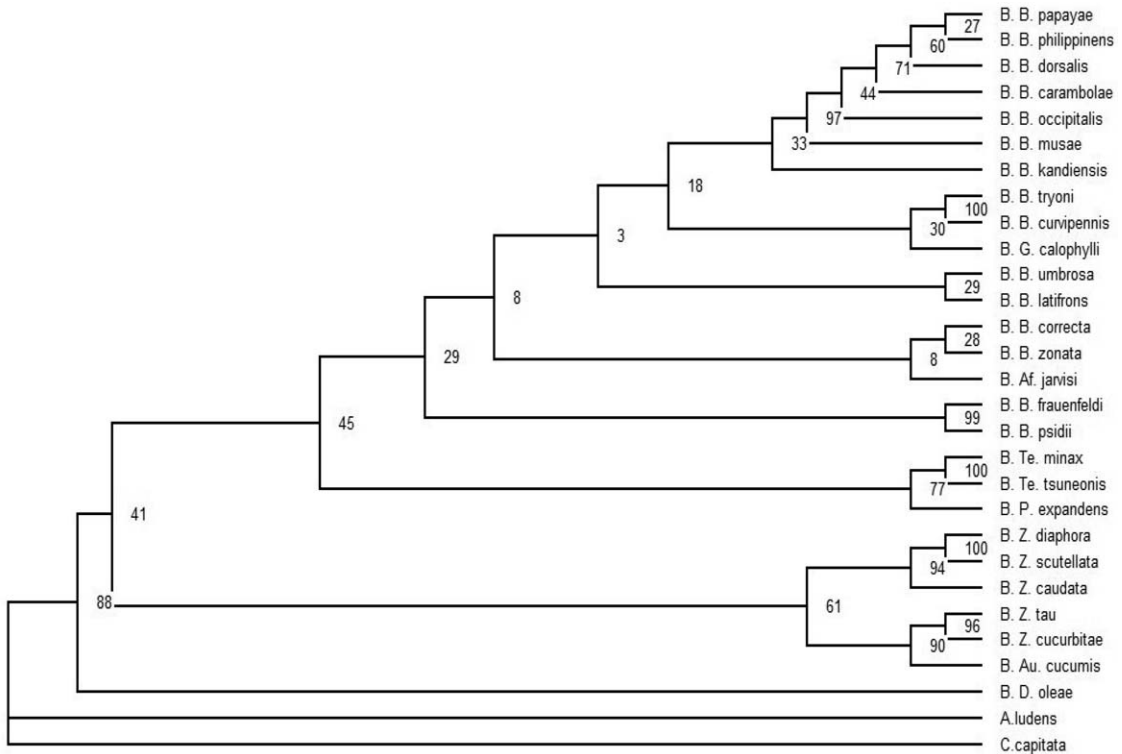 B. B. papayae
27
B. B. philippinens
60
B. B. dorsalis
71
B. B. carambolae
44
B. B. occipitalis
97
B. B. musae
33
B. B. kandiensis
18
B. B. tryoni
100
B. B. curvipennis
30
B. G. calophylli
3
B. B. umbrosa
29
B. B. latifrons
8
B. B. correcta
28
B. B. zonata
8
B. Af. jarvisi
29
B. B. frauenfeldi
99
B. B. psidii
45
B. Te. minax
100
B. Te. tsuneonis
77
B. P. expandens
41
B. Z. diaphora
100
B. Z. scutellata
94
B. Z. caudata
88
61
B. Z. tau
96
B. Z. cucurbitae
90
B. Au. cucumis
B. D. oleae
A.ludens
C.capitata